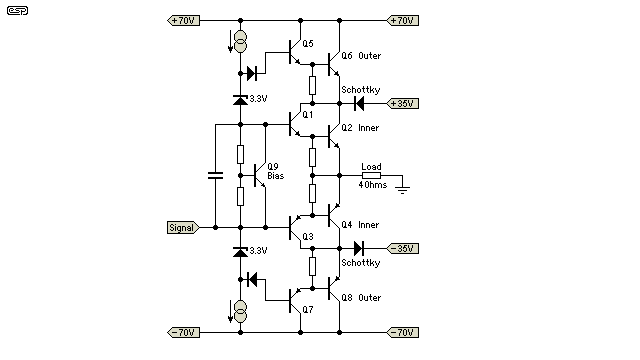 esp
+70V
+70V
Q5
Q6 Outer
Schottky
3.3V
+35V
Q1
Q2 Inner
Q9
Bias
Load
4Ohms
Signal
Q4 Inner
Q3
3.3V
-35V
Schottky
Q8 Outer
Q7
-70V
-70V